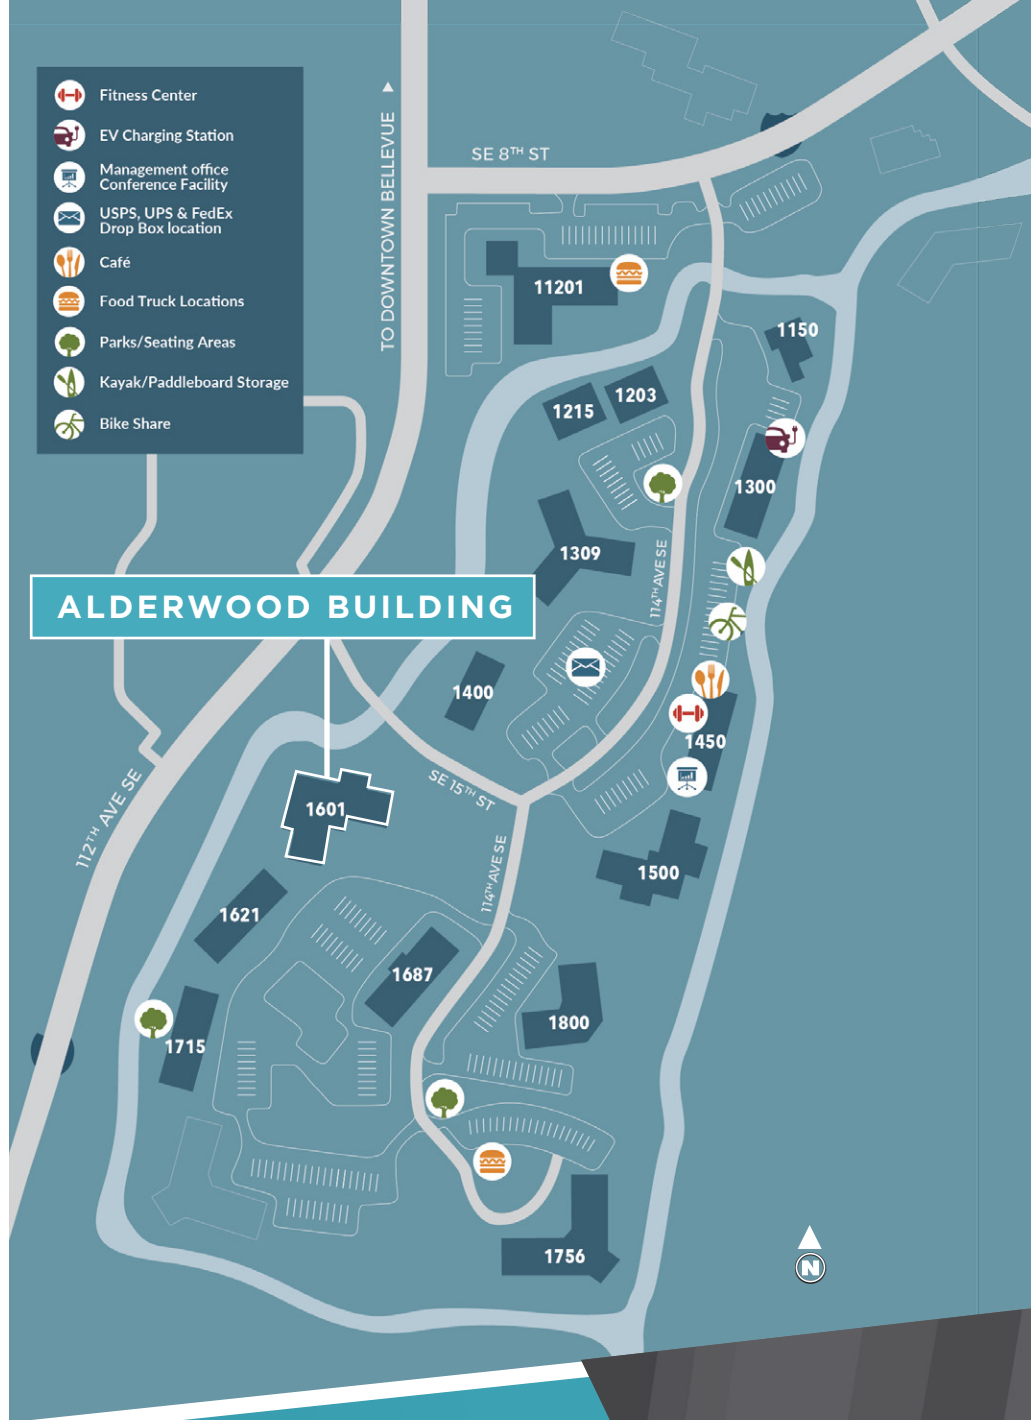 Fitness Center
EV Charging Station
Management office
Conference Facility
USPS, UPS & FedEx
Drop Box location
Café
Food Truck Locations
Parks/Seating Areas
Kayak/Paddleboard Storage
Bike Share
TO DOWNTOWN BELLEVUE
SE 8TH ST
11201
1150
1203
1215
1300
1309
114TH AVE SE
ALDERWOOD BUILDING
1400
1450
SE 15TH ST
112TH AVE SE
1601
114TH AVE SE
1500
1621
1687
1800
1715
1756
N